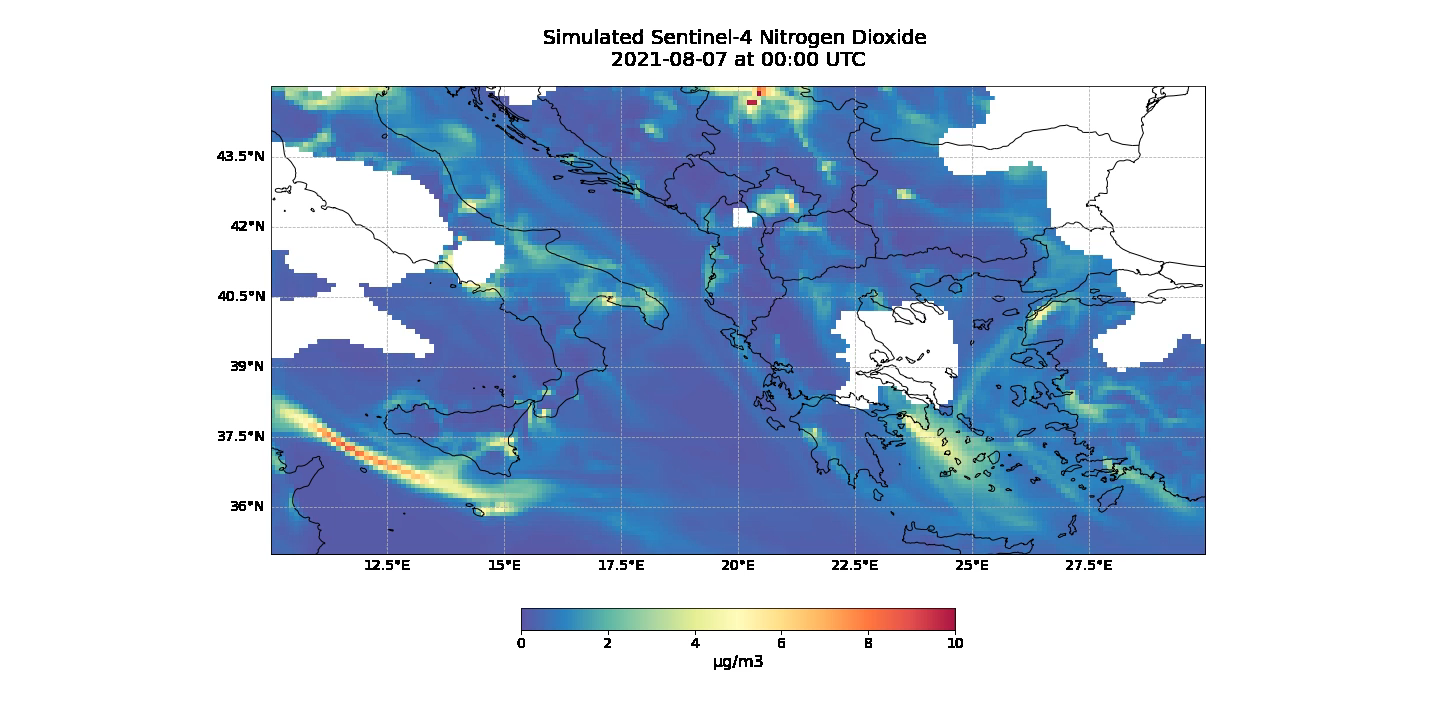 Simulated Sentinel-4 Nitrogen Dioxide
2021-08-07 at 00:00 UTC
43.5°N
42°N
40.5°N
39°N
37.5°N
36°N
12.5°E 15°E 17.5°E 20°E 22.5°E 25°E 27.5°E
0 2 4 6 8 10
µg/m3